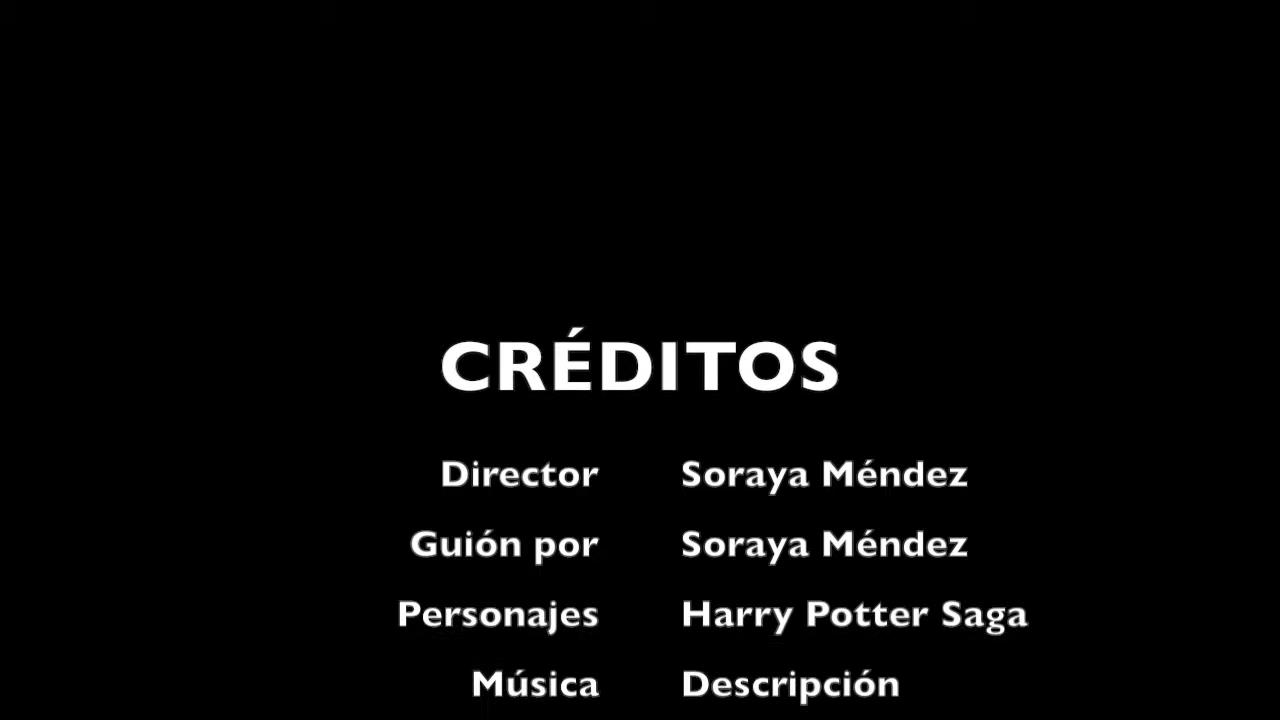 CRÉDITOS
Director Soraya Méndez
Guión por Soraya Méndez
Personajes Harry Potter Saga
Música Descripción